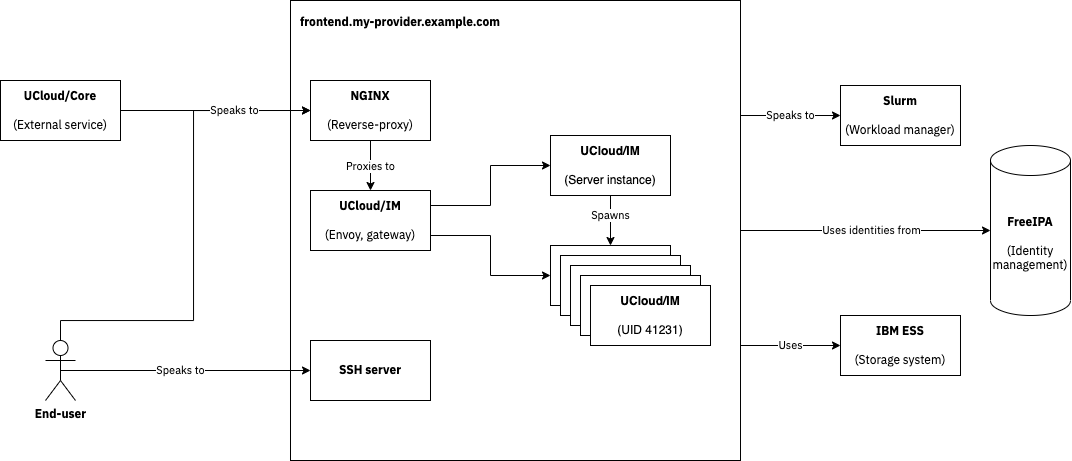 frontend.my-provider.example.com
UCloud/Core
(External service)
Speaks to
NGINX
(Reverse-proxy)
Proxies to
UCloud/IM
(Envoy, gateway)
UCloud/IM
(Server instance)
Spawns
UCloud/IM
(UID 41231)
Speaks to
Slurm
(Workload manager)
Uses identities from
FreeIPA
(Identity
management)
Uses
IBM ESS
(Storage system)
End-user
Speaks to
SSH server